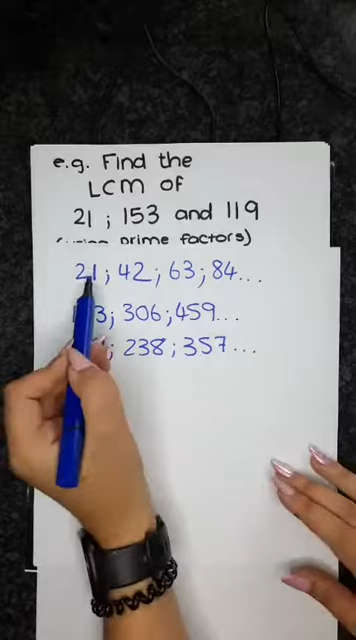 e.g. Find the
LCM of
21 ; 153 and 119
prime factors)
21 ; 42 ; 63 ; 84 ...
3 ; 306 ; 459 ...
; 238 ; 357 ...